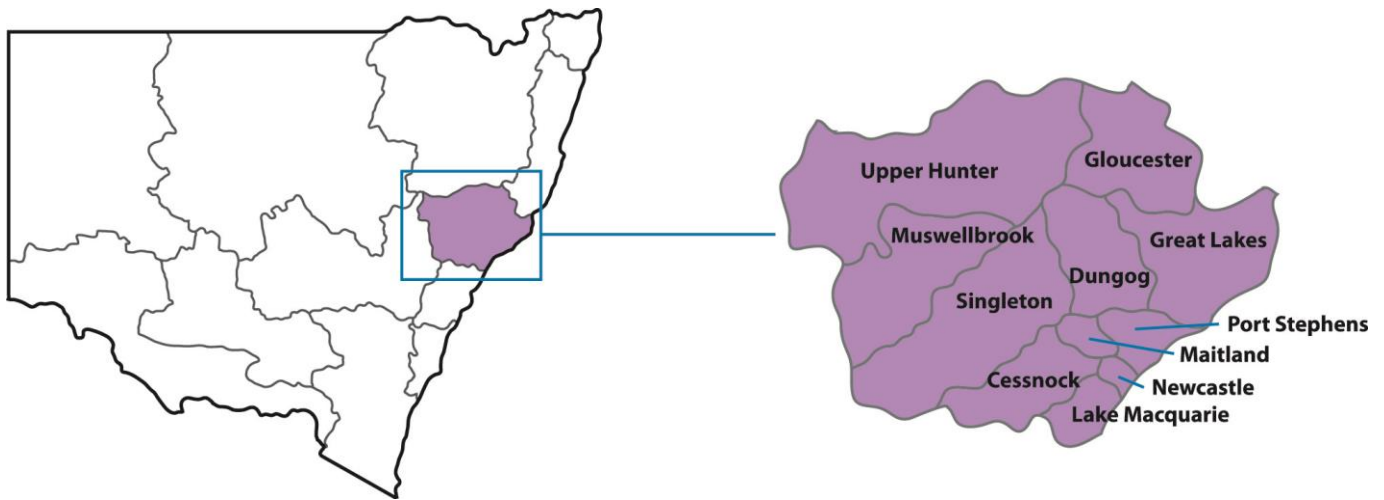 Gloucester
Upper Hunter
Muswellbrook
Great Lakes
Dungog
Singleton
Port Stephens
Maitland
Cessnock
Newcastle
Lake Macquarie